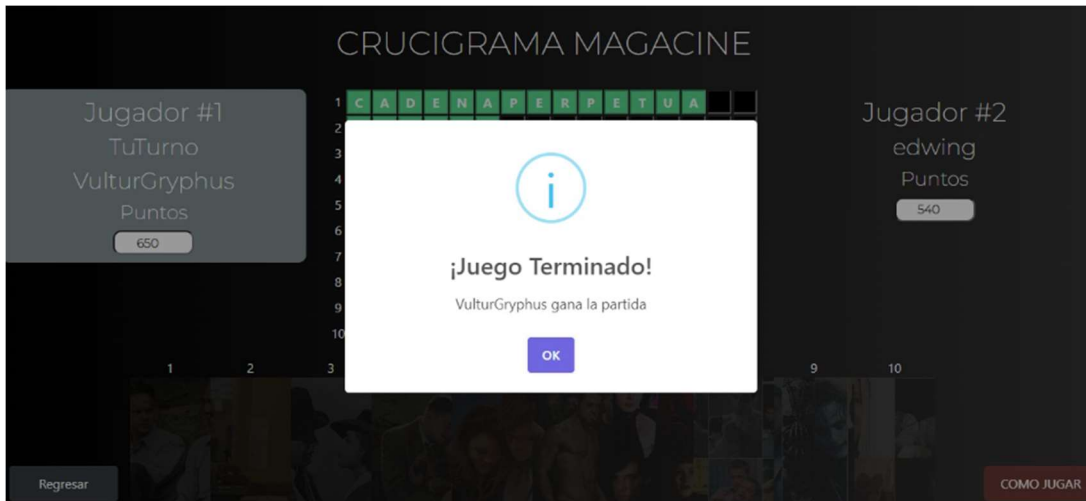 CRUCIGRAMA MAGACINE
Jugador #1
TuTurno
VulturGryphus
Puntos
650
1 C A D E N A P E R P E T U A
2
3
4
5
6
7
8
9
10
Jugador #2
edwing
Puntos
540
¡Juego Terminado!
VulturGryphus gana la partida
OK
1 2 3 9 10
Regresar
COMO JUGAR